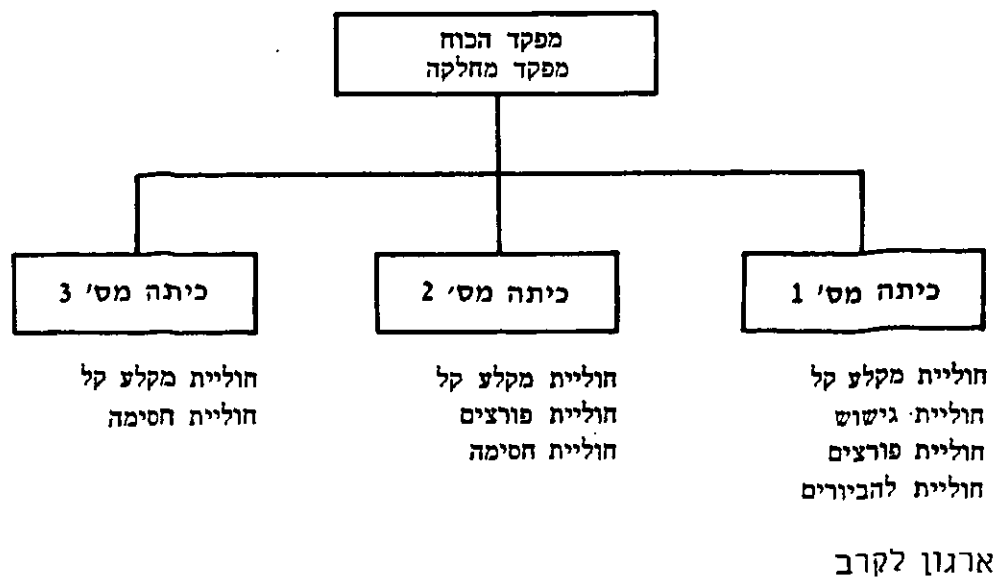 מפקד הכוח
מפקד מחלקה
כיתה מס׳ 1
חוליית מקלע קל
חוליית גישוש
חוליית פורצים
חוליית להביורים
כיתה מס׳ 2
חוליית מקלע קל
חוליית פורצים
חוליית חסימה
כיתה מס׳ 3
חוליית מקלע קל
חוליית חסימה
ארגון לקרב